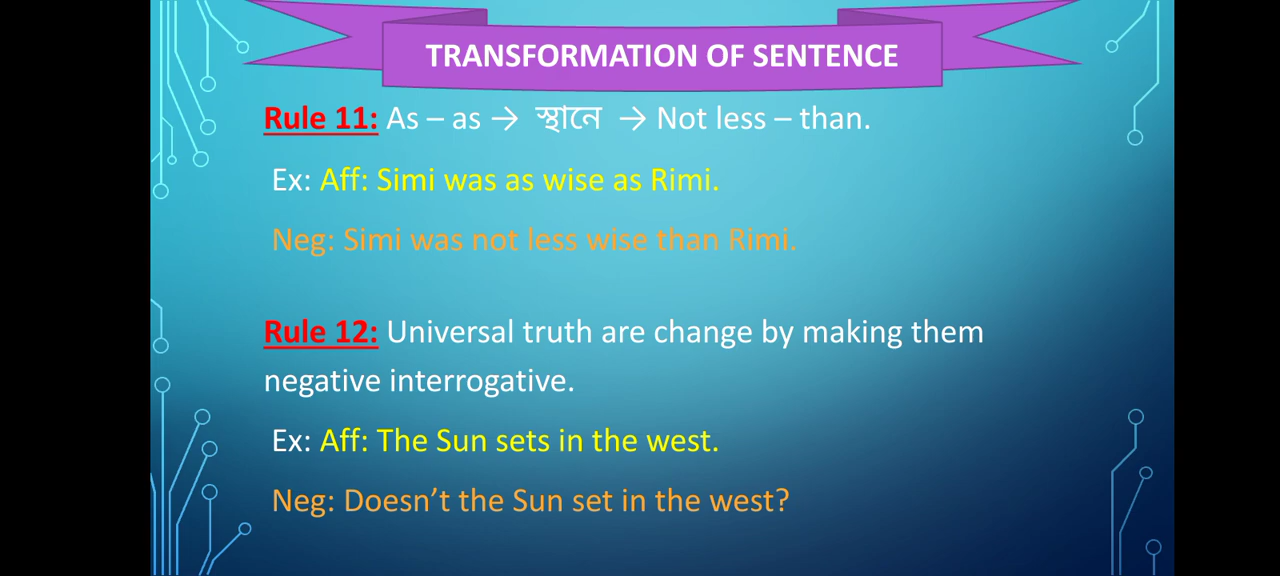 TRANSFORMATION OF SENTENCE
Rule 11: As – as → স্থানে → Not less – than.
Ex: Aff: Simi was as wise as Rimi.
Neg: Simi was not less wise than Rimi.
Rule 12: Universal truth are change by making them
negative interrogative.
Ex: Aff: The Sun sets in the west.
Neg: Doesn’t the Sun set in the west?